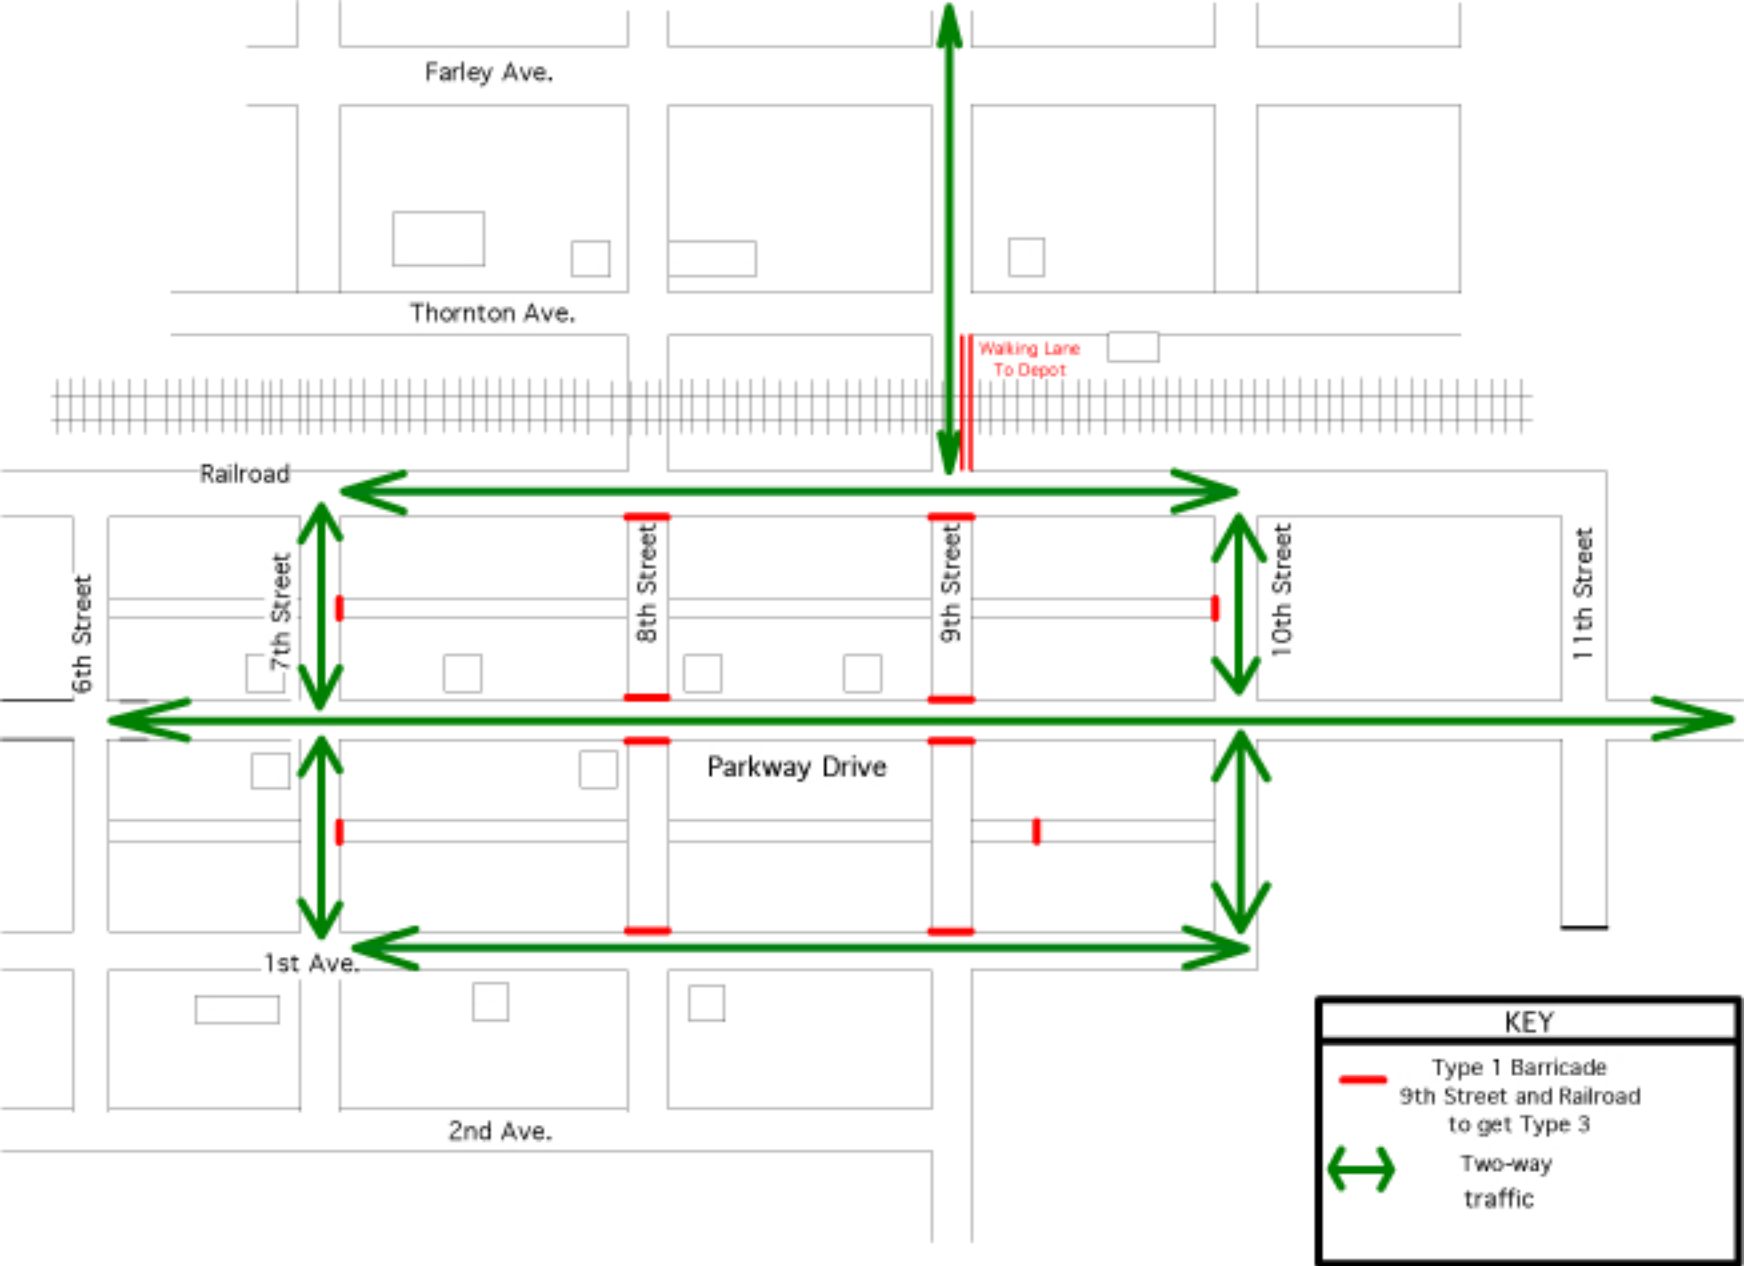 Farley Ave.
Thornton Ave.
Walking Lane
To Depot
Railroad
6th Street
7th Street
8th Street
9th Street
10th Street
11th Street
Parkway Drive
1st Ave.
2nd Ave.
KEY
Type 1 Barricade
9th Street and Railroad
to get Type 3
Two-way
traffic